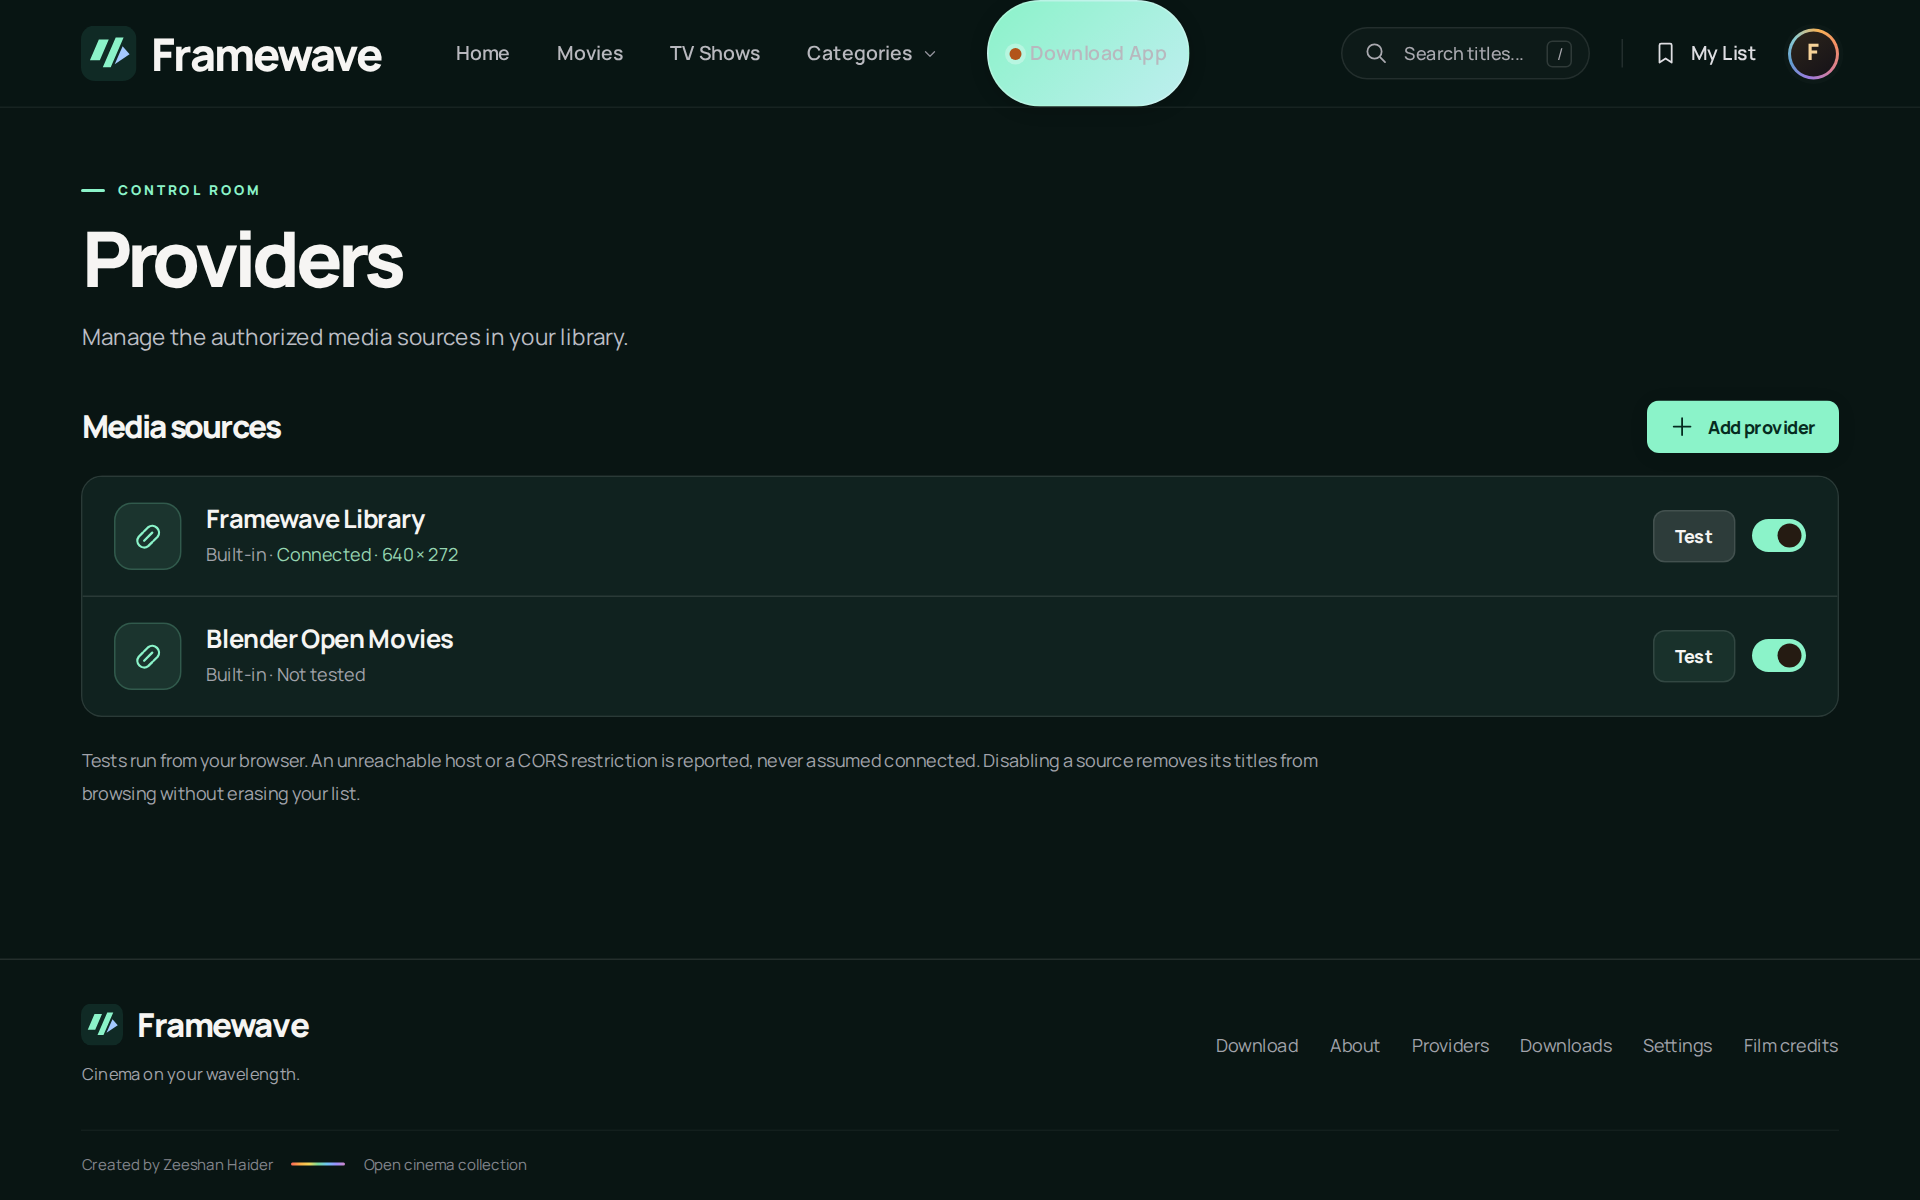 Framewave
Home
Movies
TV Shows
Categories
Download App
Search titles...
/
My List
F
CONTROL ROOM
Providers
Manage the authorized media sources in your library.
Media sources
Add provider
Framewave Library
Built-in · Connected · 640 × 272
Test
Blender Open Movies
Built-in · Not tested
Test
Tests run from your browser. An unreachable host or a CORS restriction is reported, never assumed connected. Disabling a source removes its titles from
browsing without erasing your list.
Framewave
Cinema on your wavelength.
Download
About
Providers
Downloads
Settings
Film credits
Created by Zeeshan Haider
Open cinema collection